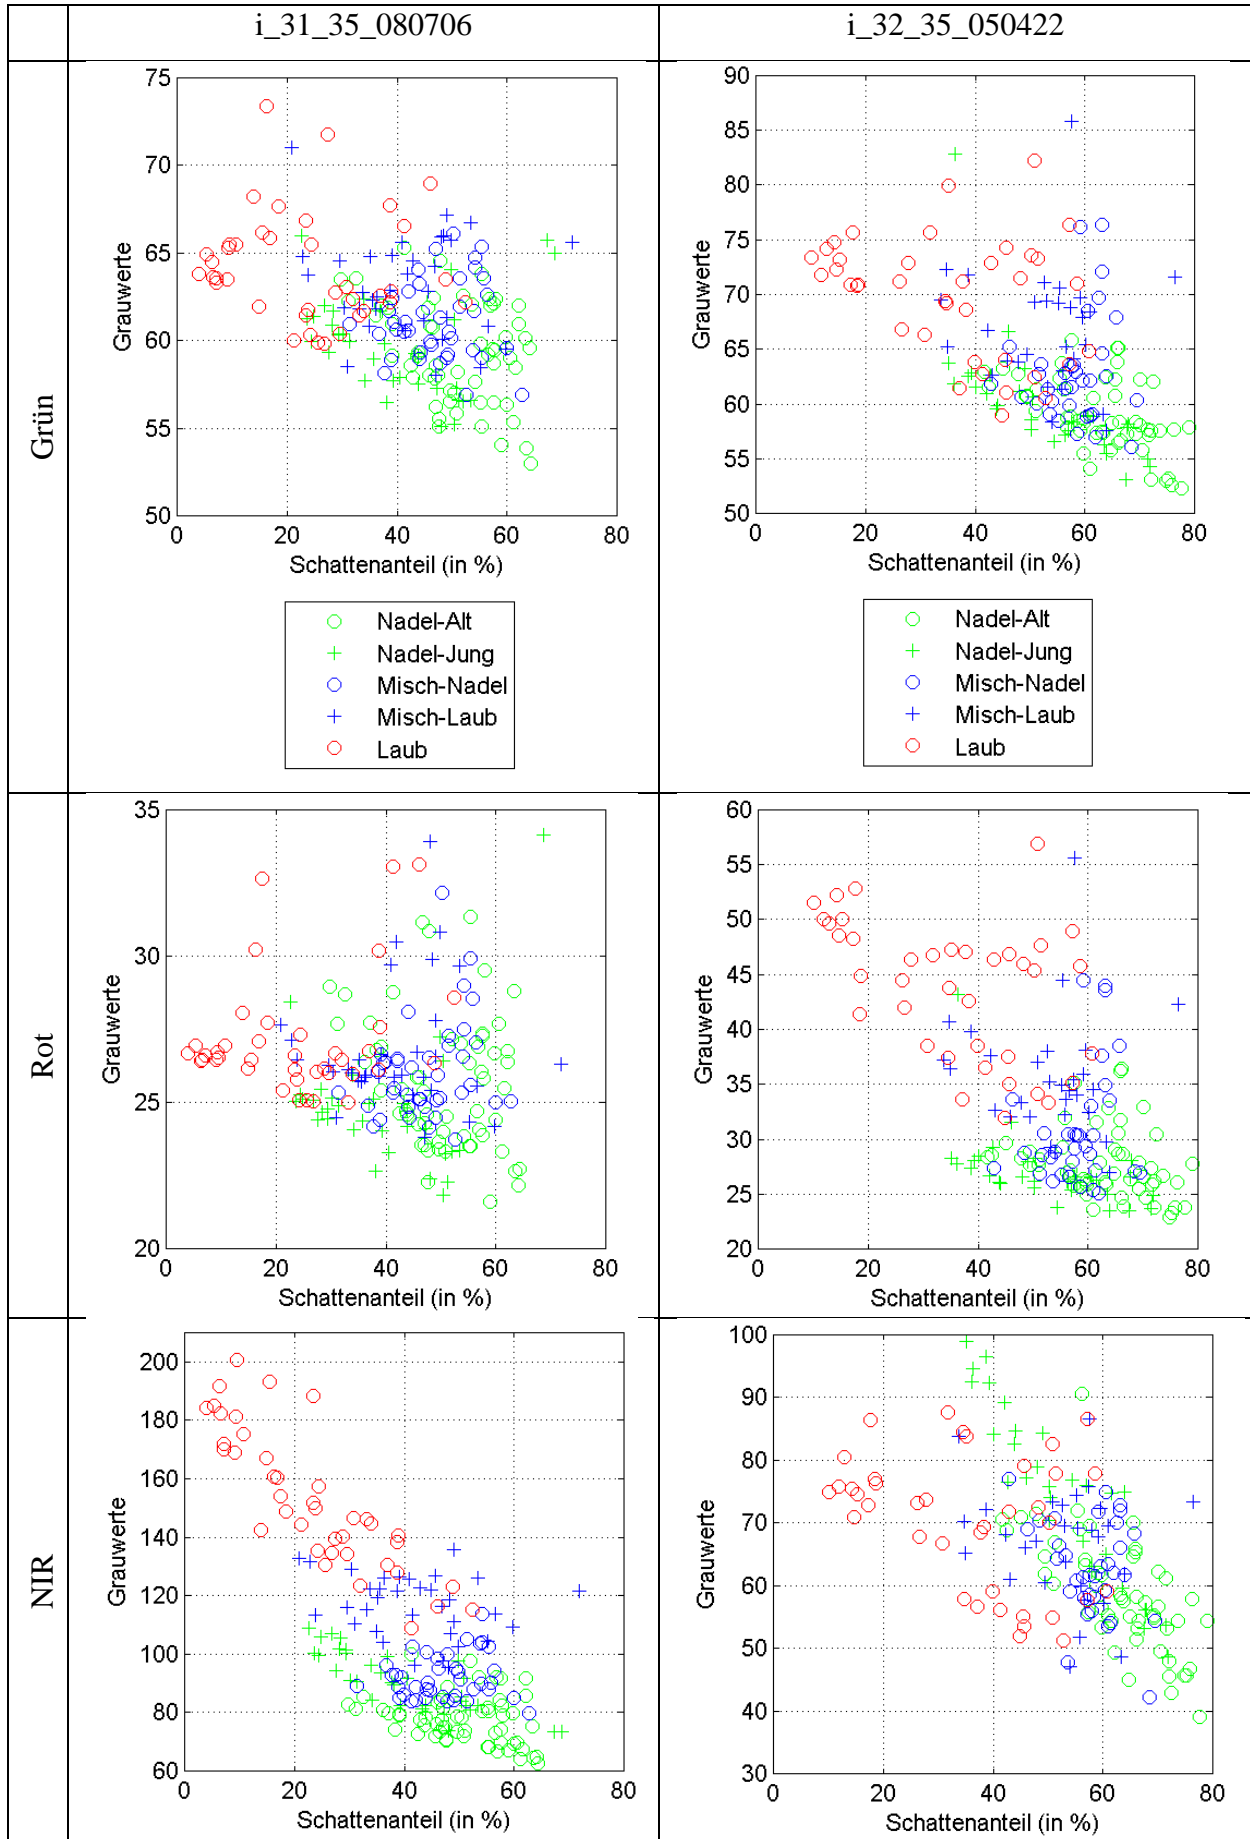 i_31_35_080706
i_32_35_050422
Grün
75
70
65
60
55
50
Grauwerte
0 20 40 60 80
Schattenanteil (in %)
Nadel-Alt
Nadel-Jung
Misch-Nadel
Misch-Laub
Laub
90
85
80
75
70
65
60
55
50
Grauwerte
0 20 40 60 80
Schattenanteil (in %)
Nadel-Alt
Nadel-Jung
Misch-Nadel
Misch-Laub
Laub
Rot
35
30
25
20
Grauwerte
0 20 40 60 80
Schattenanteil (in %)
60
55
50
45
40
35
30
25
20
Grauwerte
0 20 40 60 80
Schattenanteil (in %)
NIR
200
180
160
140
120
100
80
60
Grauwerte
0 20 40 60 80
Schattenanteil (in %)
100
90
80
70
60
50
40
30
Grauwerte
0 20 40 60 80
Schattenanteil (in %)